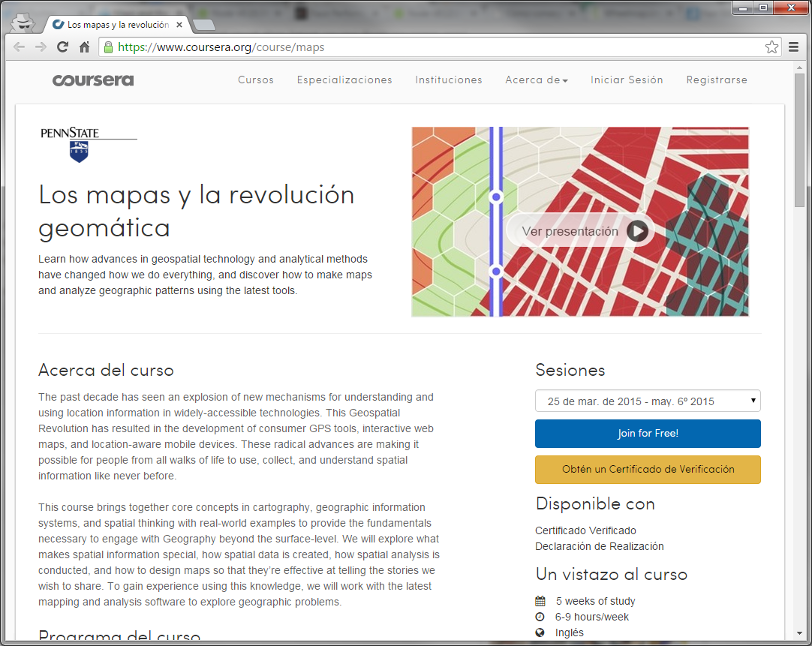 Los mapas y la revolución
https://www.coursera.org/course/maps
coursera
Cursos Especializaciones Instituciones Acerca de Iniciar Sesión Registrarse
PENNSTATE
1855
Los mapas y la revolución
geomática
Learn how advances in geospatial technology and analytical methods
have changed how we do everything, and discover how to make maps
and analyze geographic patterns using the latest tools.
Ver presentación
Acerca del curso
The past decade has seen an explosion of new mechanisms for understanding and
using location information in widely-accessible technologies. This Geospatial
Revolution has resulted in the development of consumer GPS tools, interactive web
maps, and location-aware mobile devices. These radical advances are making it
possible for people from all walks of life to use, collect, and understand spatial
information like never before.
This course brings together core concepts in cartography, geographic information
systems, and spatial thinking with real-world examples to provide the fundamentals
necessary to engage with Geography beyond the surface-level. We will explore what
makes spatial information special, how spatial data is created, how spatial analysis is
conducted, and how to design maps so that they're effective at telling the stories we
wish to share. To gain experience using this knowledge, we will work with the latest
mapping and analysis software to explore geographic problems.
Programa del curso
Sesiones
25 de mar. de 2015 - may. 6º 2015
Join for Free!
Obtén un Certificado de Verificación
Disponible con
Certificado Verificado
Declaración de Realización
Un vistazo al curso
5 weeks of study
6-9 hours/week
Inglés